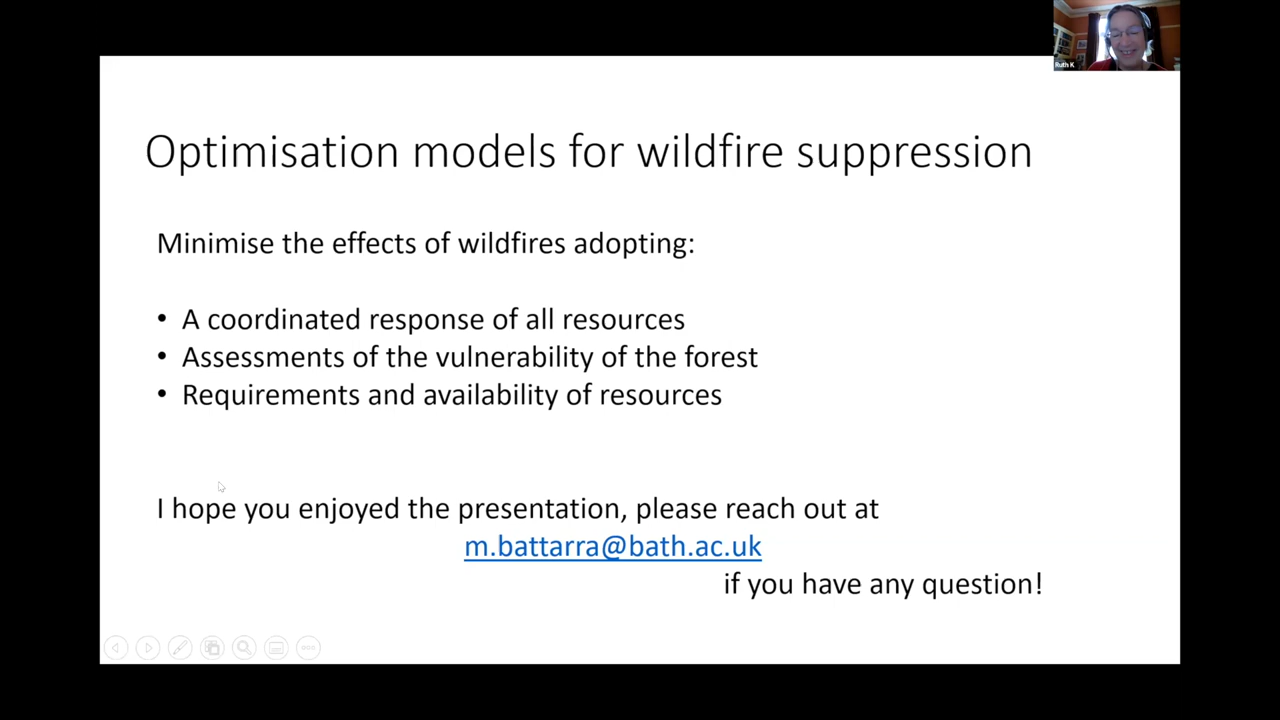 Ruth K
Optimisation models for wildfire suppression
Minimise the effects of wildfires adopting:
• A coordinated response of all resources
• Assessments of the vulnerability of the forest
• Requirements and availability of resources
I hope you enjoyed the presentation, please reach out at
m.battarra@bath.ac.uk
if you have any question!